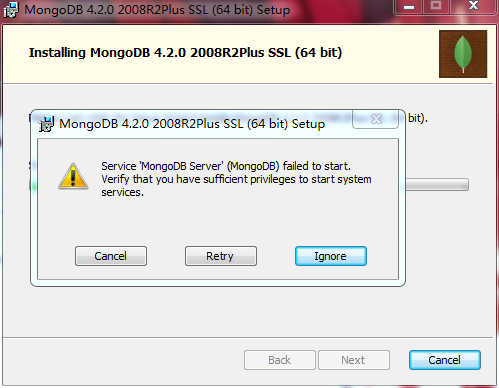 MongoDB 4.2.0 2008R2Plus SSL (64 bit) Setup
Installing MongoDB 4.2.0 2008R2Plus SSL (64 bit)
bit).
MongoDB 4.2.0 2008R2Plus SSL (64 bit) Setup
Service 'MongoDB Server' (MongoDB) failed to start.
Verify that you have sufficient privileges to start system
services.
Cancel Retry Ignore
Back Next Cancel